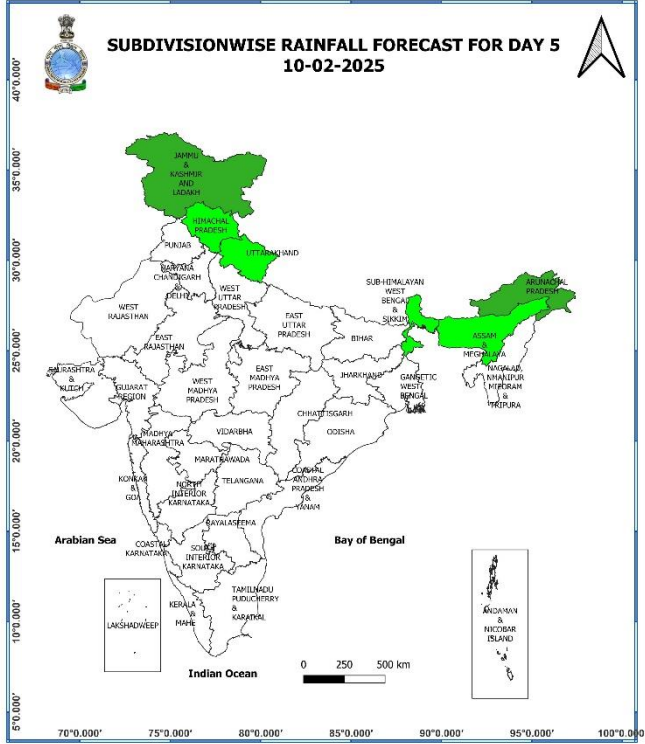 SUBDIVISIONWISE RAINFALL FORECAST FOR DAY 5
10-02-2025
40°0.000'
35°0.000'
30°0.000'
25°0.000'
20°0.000'
15°0.000'
10°0.000'
5°0.000'
JAMMU
&
KASHMIR
AND
LADAKH
HIMACHAL
PRADESH
PUNJAB
UTTARAKHAND
HARYANA
CHANDIGARH
&
DELHI
WEST
UTTAR
PRADESH
SUB-HIMALAYAN
WEST
BENGAL
&
SIKKIM
ARUNACHAL
PRADESH
WEST
RAJASTHAN
EAST
RAJASTHAN
EAST
UTTAR
PRADESH
BIHAR
ASSAM
&
MEGHALAYA
NAGALAD
NMANIPUR
MIZORAM
&
TRIPURA
SAURASHTRA
&
KUTCH
GUJARAT
REGION
WEST
MADHYA
PRADESH
EAST
MADHYA
PRADESH
JHARKHAND
GANGETIC
WEST
BENGAL
CHHATTISGARH
ODISHA
MADHYA
MAHARASHTRA
VIDARBHA
MARATHWADA
KONKAN
&
GOA
NORTH
INTERIOR
KARNATAKA
TELANGANA
COASTAL
ANDHRA
PRADESH
&
YANAM
RAYALASEEMA
Arabian Sea
COASTAL
KARNATAKA
SOUTH
INTERIOR
KARNATAKA
Bay of Bengal
LAKSHADWEEP
KERALA
&
MAHE
TAMILNADU
PUDUCHERRY
&
KARAIKAL
ANDAMAN
&
NICOBAR
ISLAND
Indian Ocean
0 250 500 km
70°0.000' 75°0.000' 80°0.000' 85°0.000' 90°0.000' 95°0.000' 100°0.000'